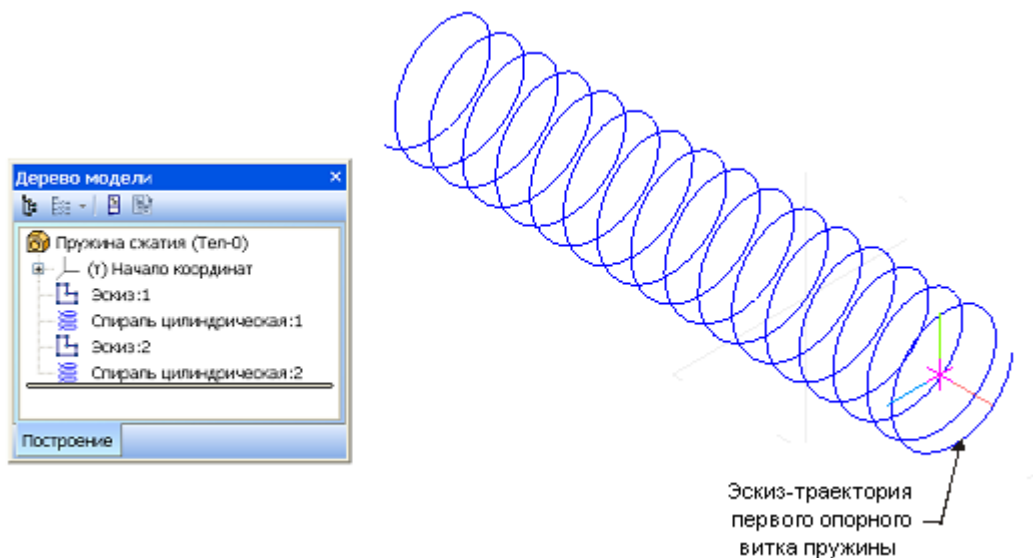 Дерево модели
Пружина сжатия (Тел-0)
(т) Начало координат
Эскиз:1
Спираль цилиндрическая:1
Эскиз:2
Спираль цилиндрическая:2
Построение
Эскиз-траектория
первого опорного
витка пружины